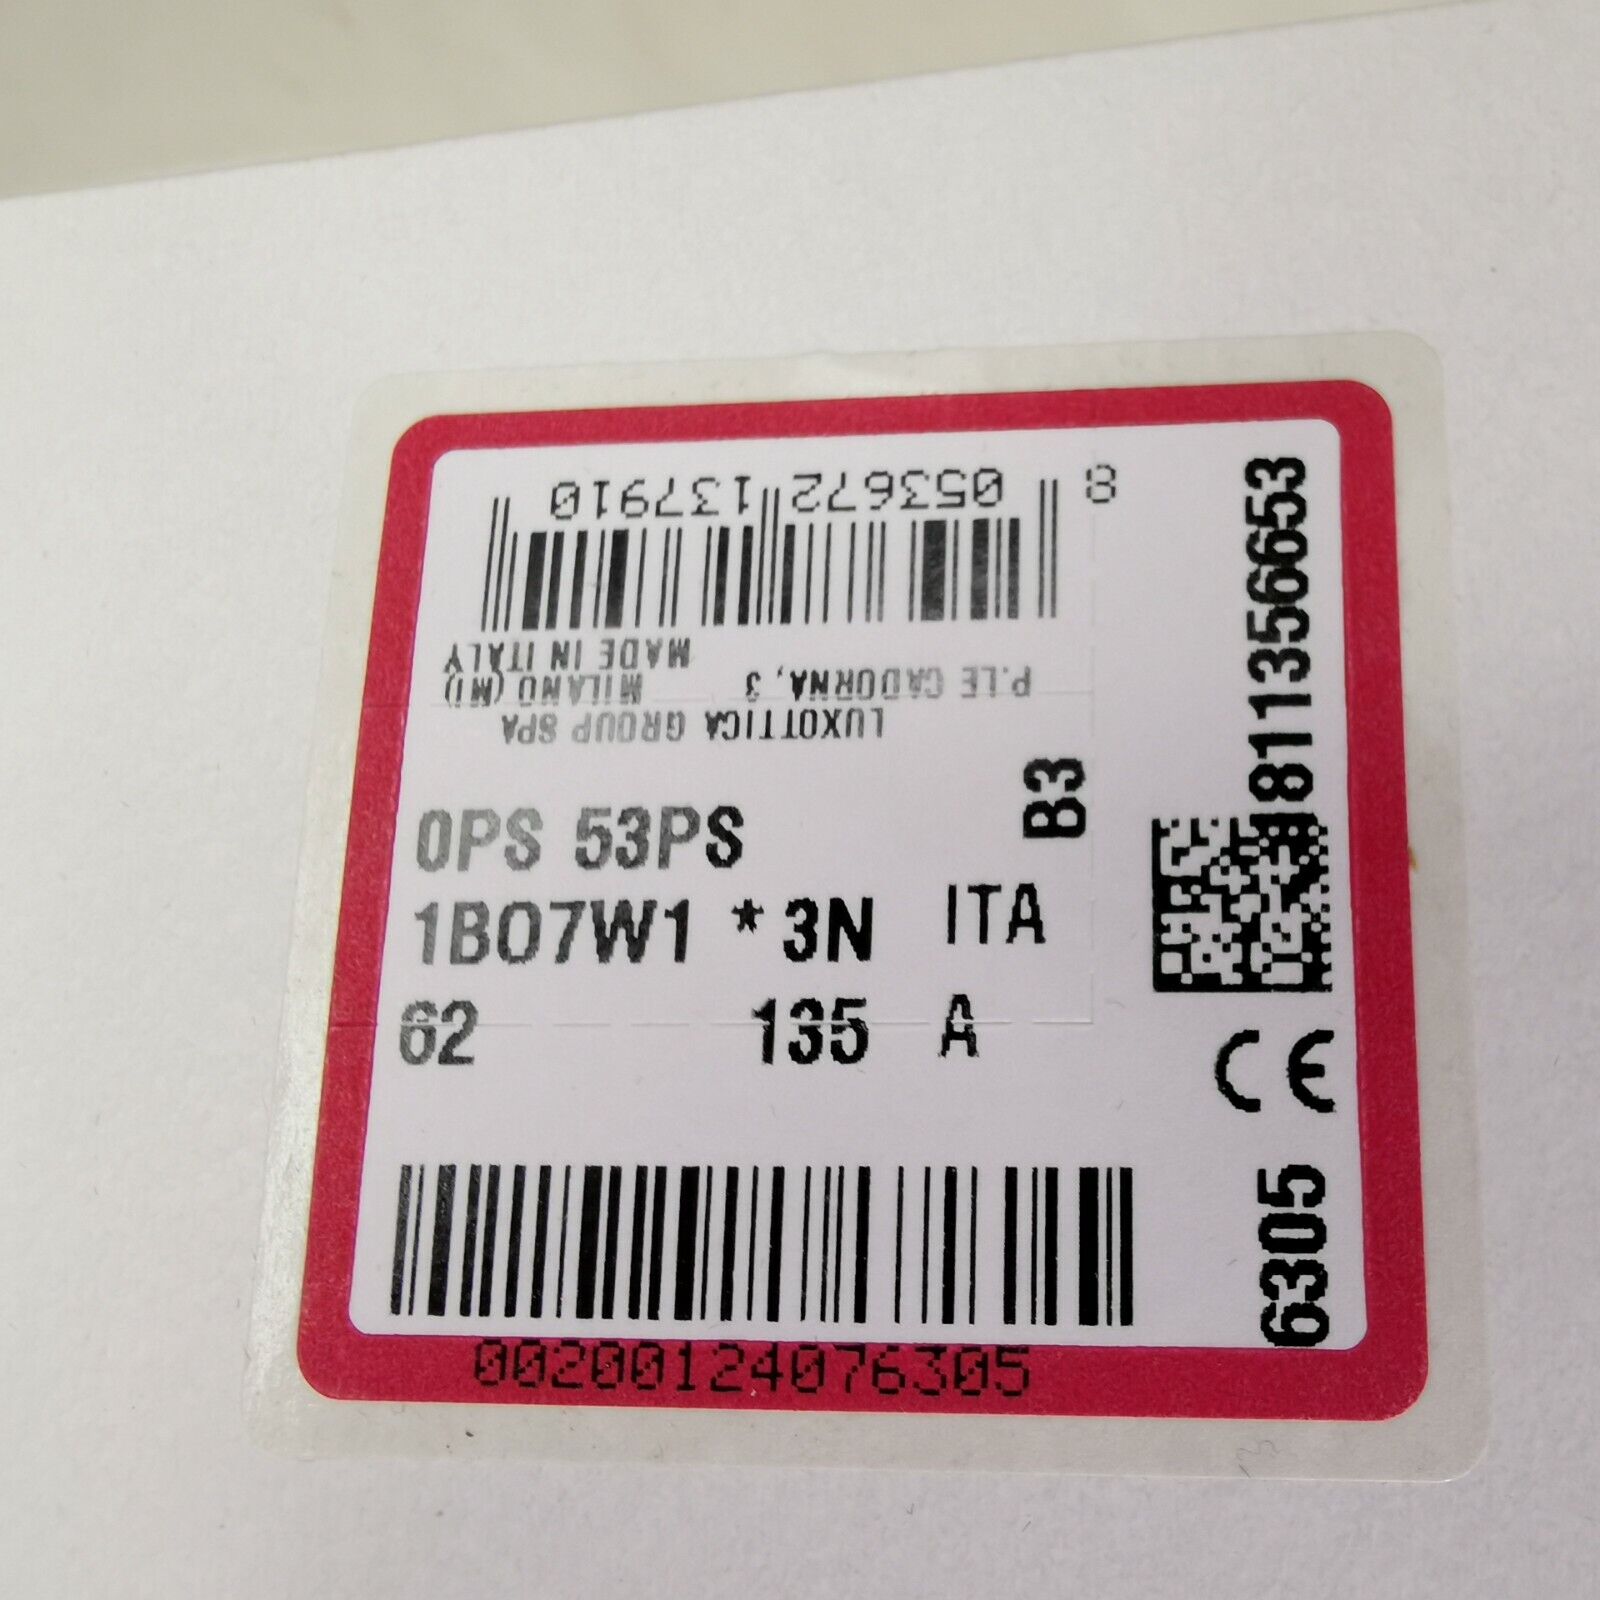 8 053672 137910
LUXOTTICA GROUP SPA
P.LE CADORNA, 3 MILANO (MI)
MADE IN ITALY
0PS 53PS
B3
1BO7W1 * 3N ITA
62 135 A
00200124076305
6305
CE
811356653